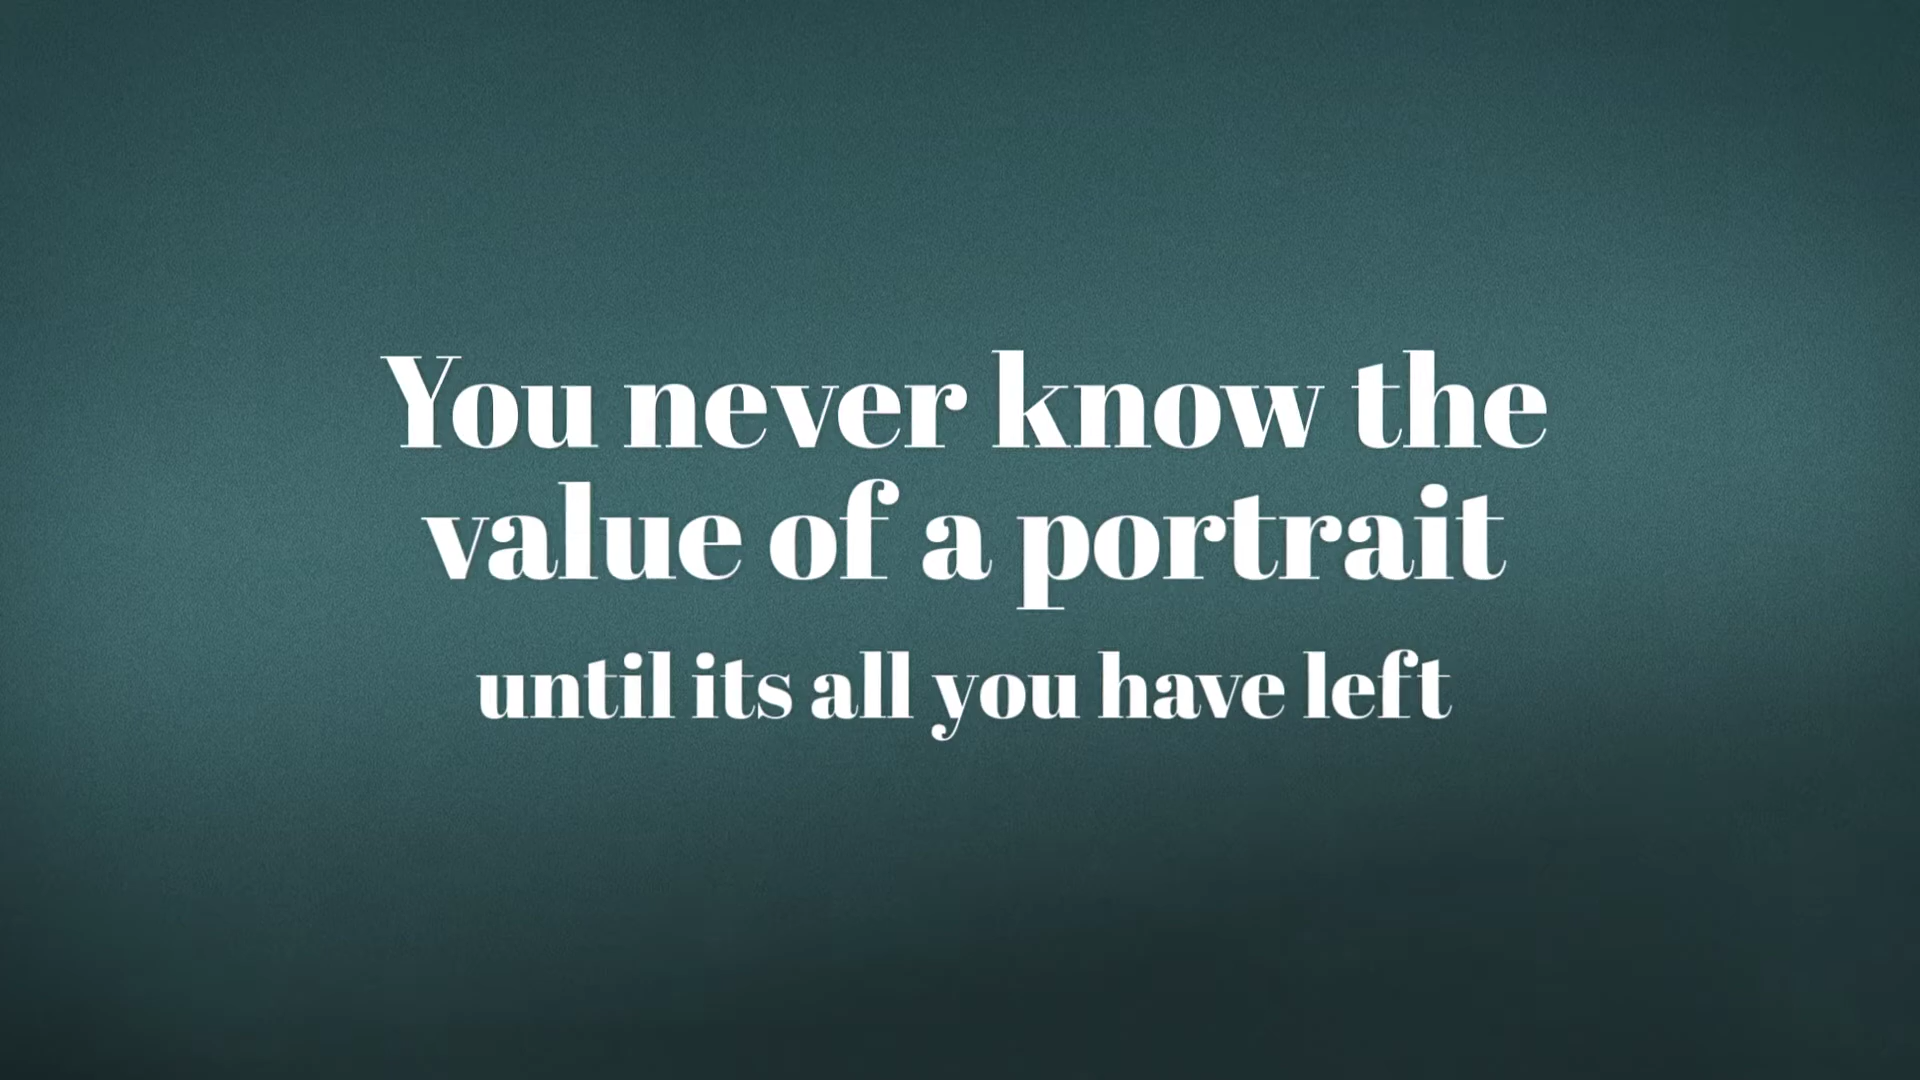 You never know the
value of a portrait
until its all you have left